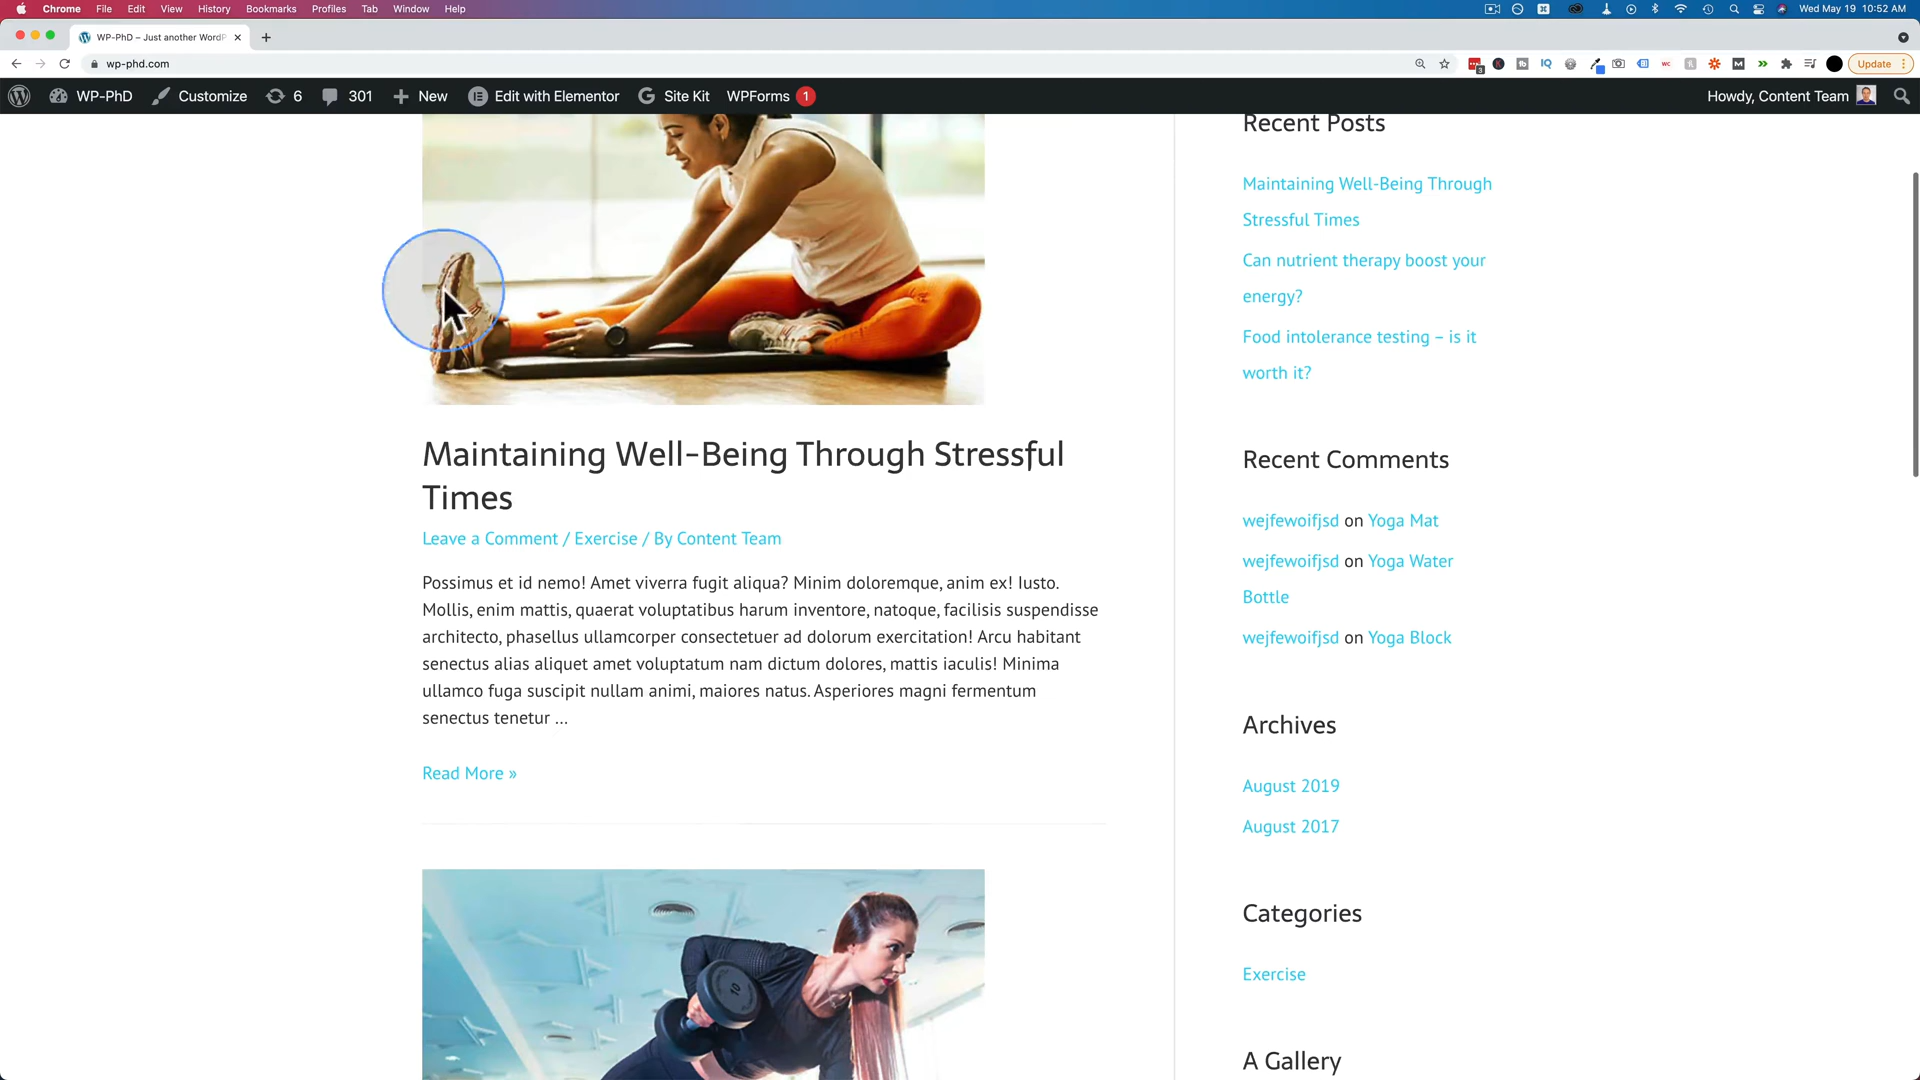 Chrome File Edit View History Bookmarks Profiles Tab Window Help
Wed May 19 10:52 AM
WP-PhD – Just another WordP
wp-phd.com
3
IQ
WC
Update
WP-PhD Customize 6 301 New Edit with Elementor Site Kit WPForms 1
Howdy, Content Team
Maintaining Well-Being Through Stressful
Times
Leave a Comment / Exercise / By Content Team
Possimus et id nemo! Amet viverra fugit aliqua? Minim doloremque, anim ex! Iusto.
Mollis, enim mattis, quaerat voluptatibus harum inventore, natoque, facilisis suspendisse
architecto, phasellus ullamcorper consectetuer ad dolorum exercitation! Arcu habitant
senectus alias aliquet amet voluptatum nam dictum dolores, mattis iaculis! Minima
ullamco fuga suscipit nullam animi, maiores natus. Asperiores magni fermentum
senectus tenetur ...
Read More »
10
Recent Posts
Maintaining Well-Being Through
Stressful Times
Can nutrient therapy boost your
energy?
Food intolerance testing – is it
worth it?
Recent Comments
wejfewoifjsd on Yoga Mat
wejfewoifjsd on Yoga Water
Bottle
wejfewoifjsd on Yoga Block
Archives
August 2019
August 2017
Categories
Exercise
A Gallery